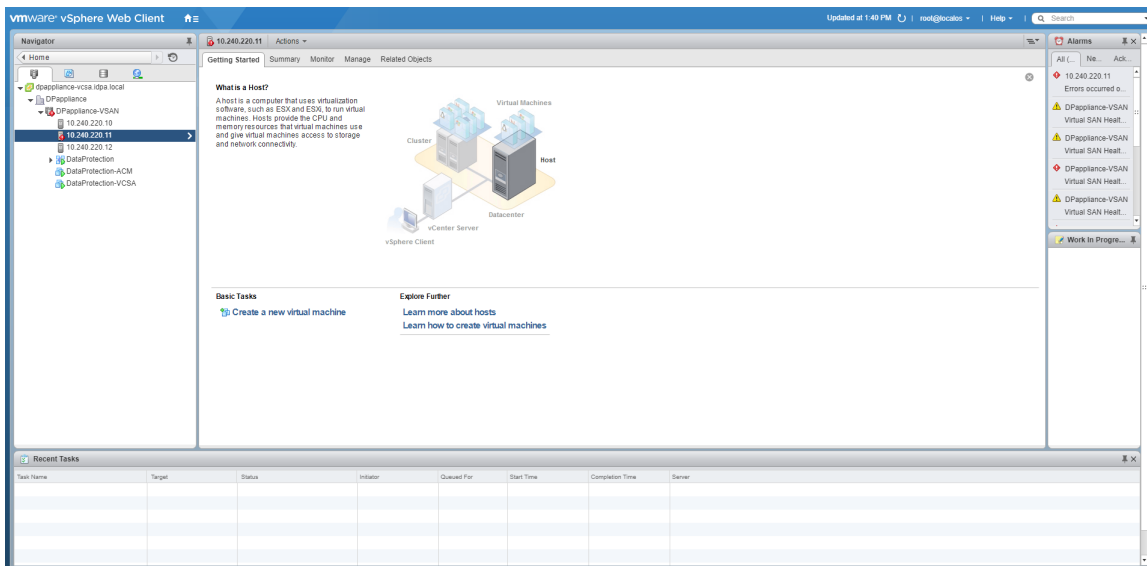 vmware® vSphere Web Client
Updated at 1:40 PM | root@localos | Help | Search
Navigator
Home
dpappliance-vcsa.idpa.local
DPappliance
DPappliance-VSAN
10.240.220.10
10.240.220.11
10.240.220.12
DataProtection
DataProtection-ACM
DataProtection-VCSA
10.240.220.11 Actions
Getting Started Summary Monitor Manage Related Objects
What is a Host?
A host is a computer that uses virtualization
software, such as ESX and ESXi, to run virtual
machines. Hosts provide the CPU and
memory resources that virtual machines use
and give virtual machines access to storage
and network connectivity.
Virtual Machines
Cluster
Host
Datacenter
vCenter Server
vSphere Client
Basic Tasks
Create a new virtual machine
Explore Further
Learn more about hosts
Learn how to create virtual machines
Alarms
All (... Ne... Ack...
10.240.220.11
Errors occurred o...
DPappliance-VSAN
Virtual SAN Healt...
DPappliance-VSAN
Virtual SAN Healt...
DPappliance-VSAN
Virtual SAN Healt...
DPappliance-VSAN
Virtual SAN Healt...
Work In Progre...
Recent Tasks
Task Name Target Status Initiator Queued For Start Time Completion Time Server